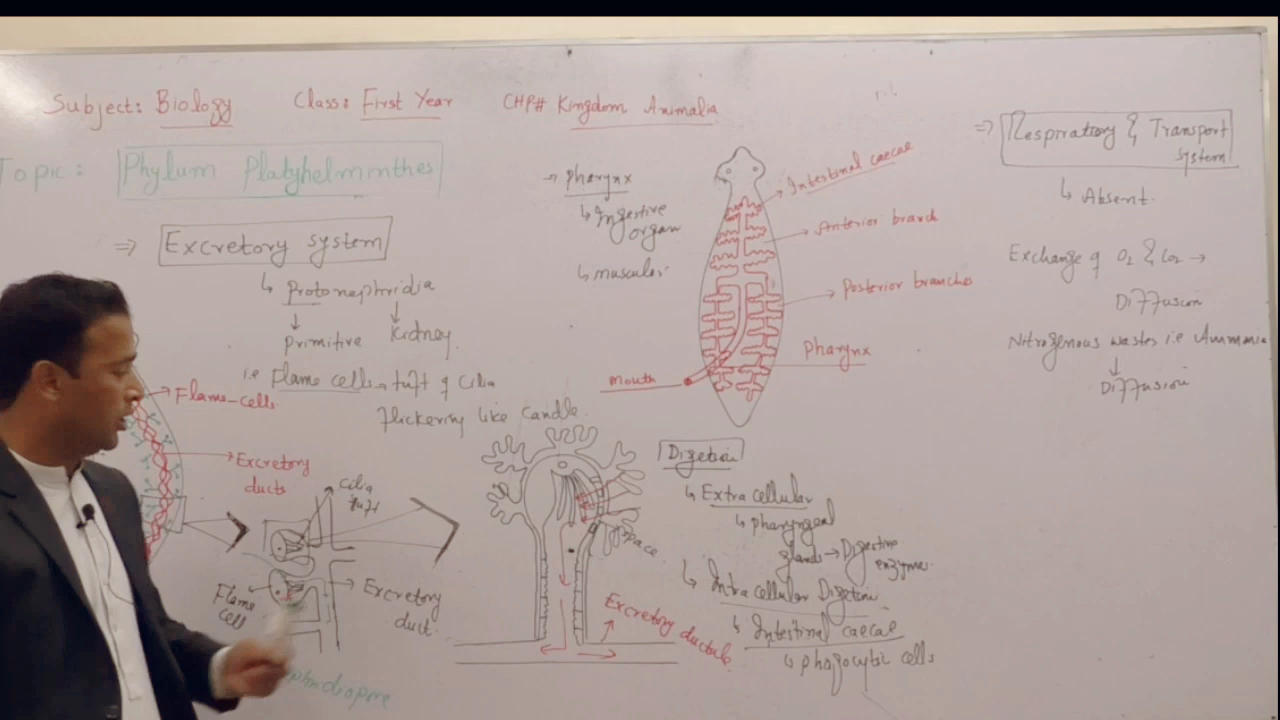 Subject: Biology Class: First Year CHP# Kingdom Animalia
Topic: Phylum Platyhelminthes
⇒ Excretory system
↳ Protonephridia
↓ ↓
primitive kidney.
i.e Flame cells → tuft of Cilia
flickering like candle.
Flame-cells.
Excretory
ducts
Cilia
tuft
Flame
cell
Excretory
duct.
→ pharynx
↳ Ingestive
organ
↳ muscular
Intestinal caecae
Anterior branch
Posterior branches
Pharynx
mouth
space
Excretory ductule
Digetion
↳ Extra cellular
↳ pharyngeal
glands → Digestive
enzymes.
↳ Intra cellular Digetion
↳ Intestinal caecae
↳ phagocytic cells
⇒ Respiratory & Transport
system
↳ Absent.
Exchange of O2 & CO2 →
Diffusion
Nitrogenous wastes i.e Ammonia
↓
Diffusion